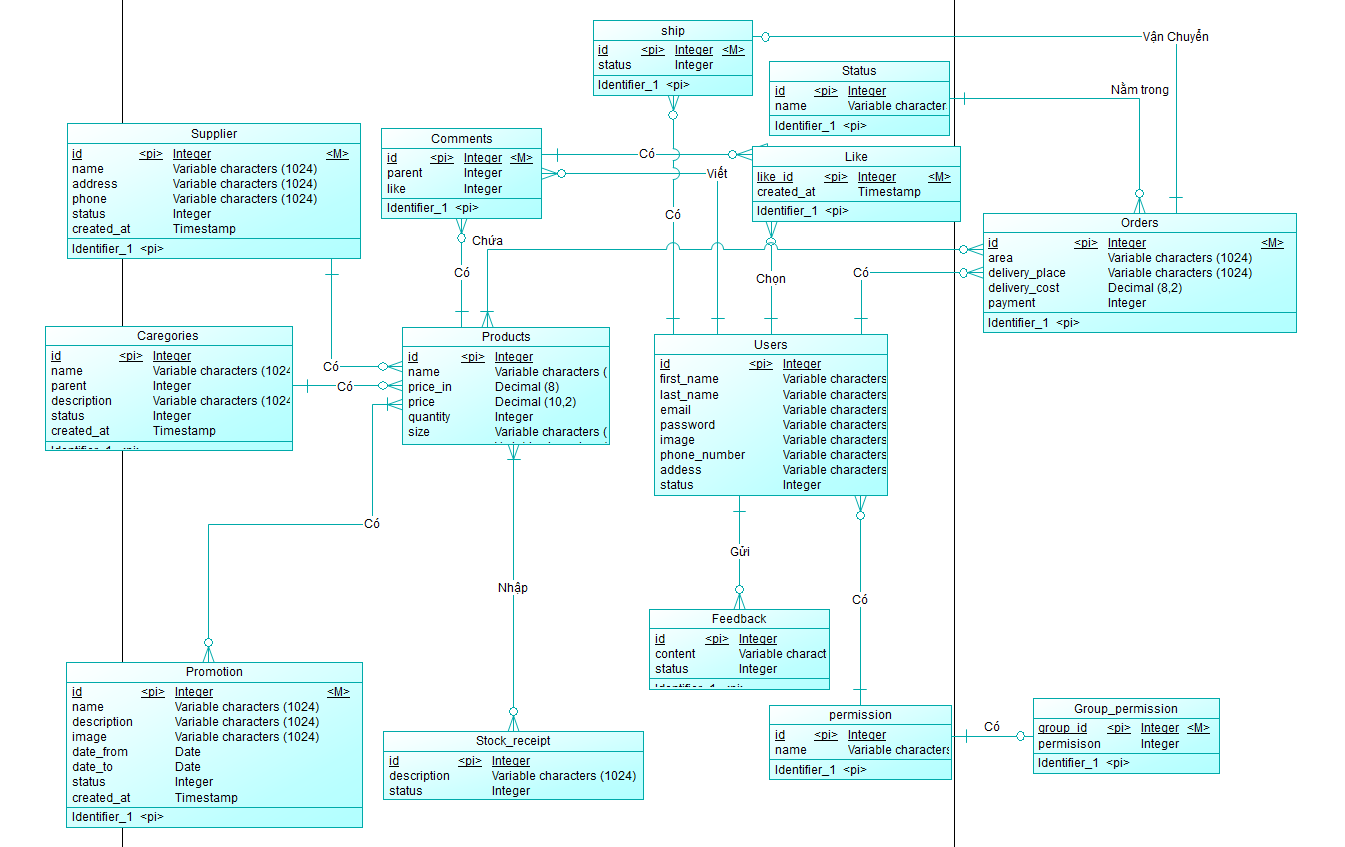 ship
id <pi> Integer <M>
status Integer
Identifier_1 <pi>
Vận Chuyển
Status
id <pi> Integer
name Variable character
Identifier_1 <pi>
Nằm trong
Supplier
id <pi> Integer <M>
name Variable characters (1024)
address Variable characters (1024)
phone Variable characters (1024)
status Integer
created_at Timestamp
Identifier_1 <pi>
Comments
id <pi> Integer <M>
parent Integer
like Integer
Identifier_1 <pi>
Có
Viết
Like
like_id <pi> Integer <M>
created_at Timestamp
Identifier_1 <pi>
Có
Chứa
Có
Chọn
Có
Orders
id <pi> Integer <M>
area Variable characters (1024)
delivery_place Variable characters (1024)
delivery_cost Decimal (8,2)
payment Integer
Identifier_1 <pi>
Caregories
id <pi> Integer
name Variable characters (1024
parent Integer
description Variable characters (1024
status Integer
created_at Timestamp
Identifier_1 <pi>
Có
Có
Products
id <pi> Integer
name Variable characters (
price_in Decimal (8)
price Decimal (10,2)
quantity Integer
size Variable characters (
Users
id <pi> Integer
first_name Variable characters
last_name Variable characters
email Variable characters
password Variable characters
image Variable characters
phone_number Variable characters
addess Variable characters
status Integer
Có
Nhập
Gửi
Có
Feedback
id <pi> Integer
content Variable charact
status Integer
Identifier_1 <pi>
Promotion
id <pi> Integer <M>
name Variable characters (1024)
description Variable characters (1024)
image Variable characters (1024)
date_from Date
date_to Date
status Integer
created_at Timestamp
Identifier_1 <pi>
Stock_receipt
id <pi> Integer
description Variable characters (1024)
status Integer
permission
id <pi> Integer
name Variable characters
Identifier_1 <pi>
Có
Group_permission
group_id <pi> Integer <M>
permisison Integer
Identifier_1 <pi>